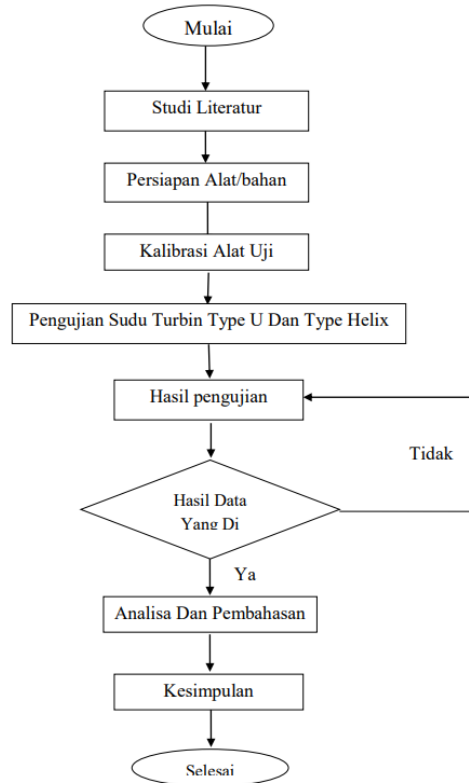 Mulai
Studi Literatur
Persiapan Alat/bahan
Kalibrasi Alat Uji
Pengujian Sudu Turbin Type U Dan Type Helix
Hasil pengujian
Tidak
Hasil Data
Yang Di
Ya
Analisa Dan Pembahasan
Kesimpulan
Selesai